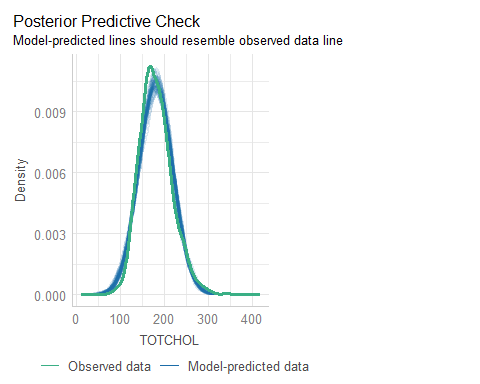 Posterior Predictive Check
Model-predicted lines should resemble observed data line
0.009
0.006
0.003
0.000
Density
0 100 200 300 400
TOTCHOL
Observed data Model-predicted data